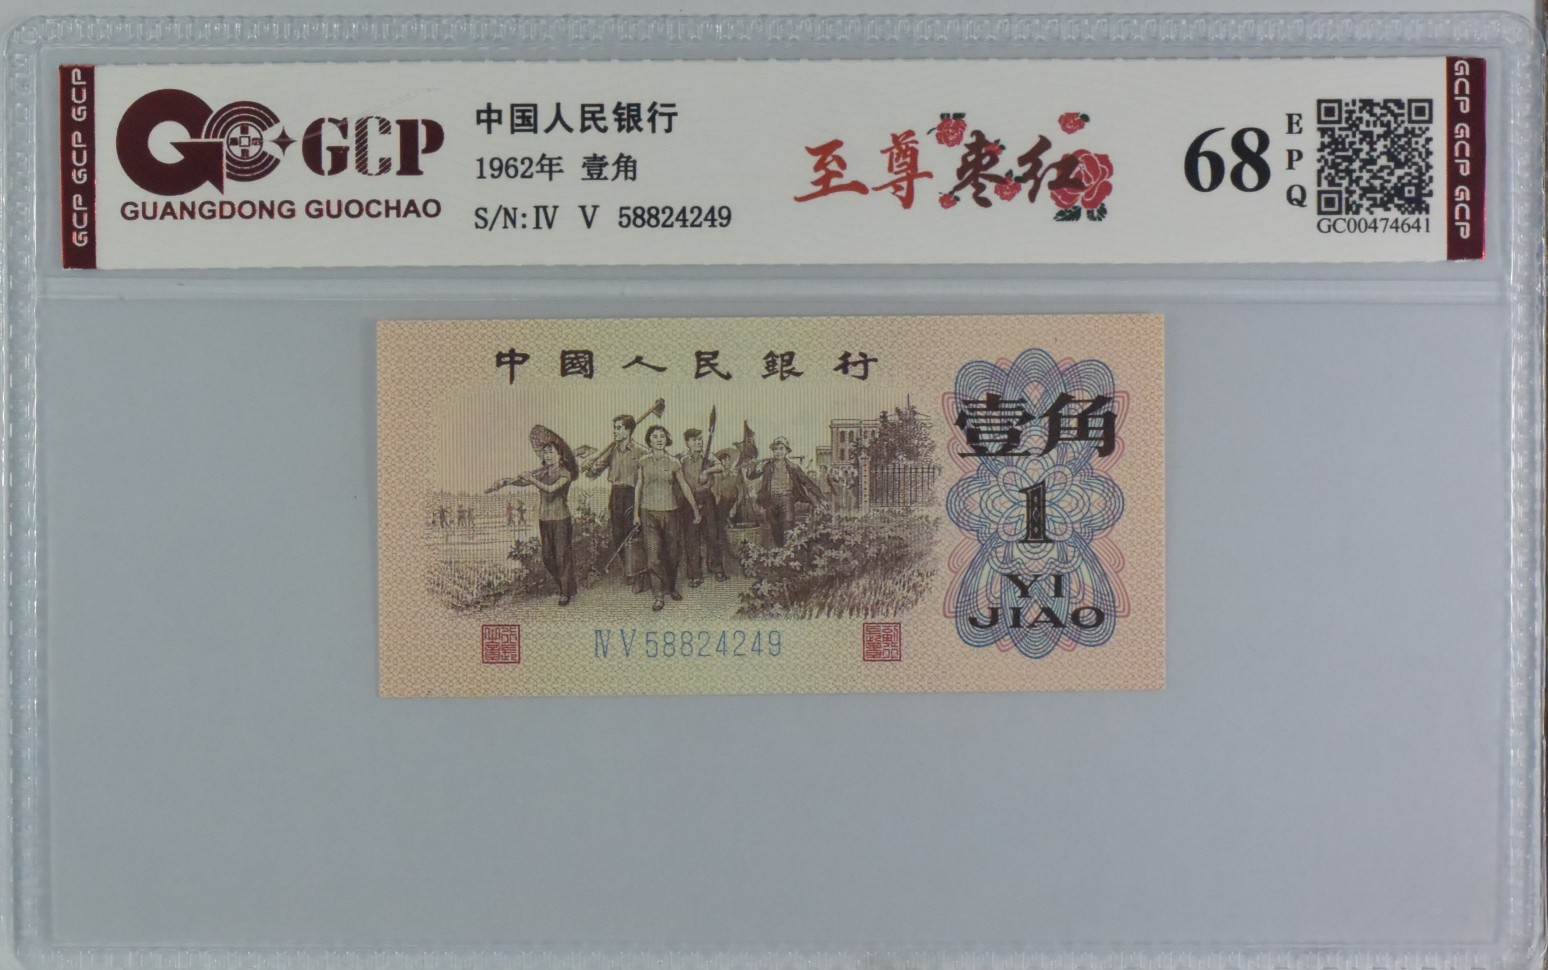 GCP GCP GCP
GCP
GUANGDONG GUOCHAO
中国人民银行
1962年 壹角
S/N:Ⅳ Ⅴ 58824249
至尊枣红
68
E
P
Q
GC00474641
GCP GCP GCP
中國人民銀行
壹角
1
YI
JIAO
ⅣⅤ58824249